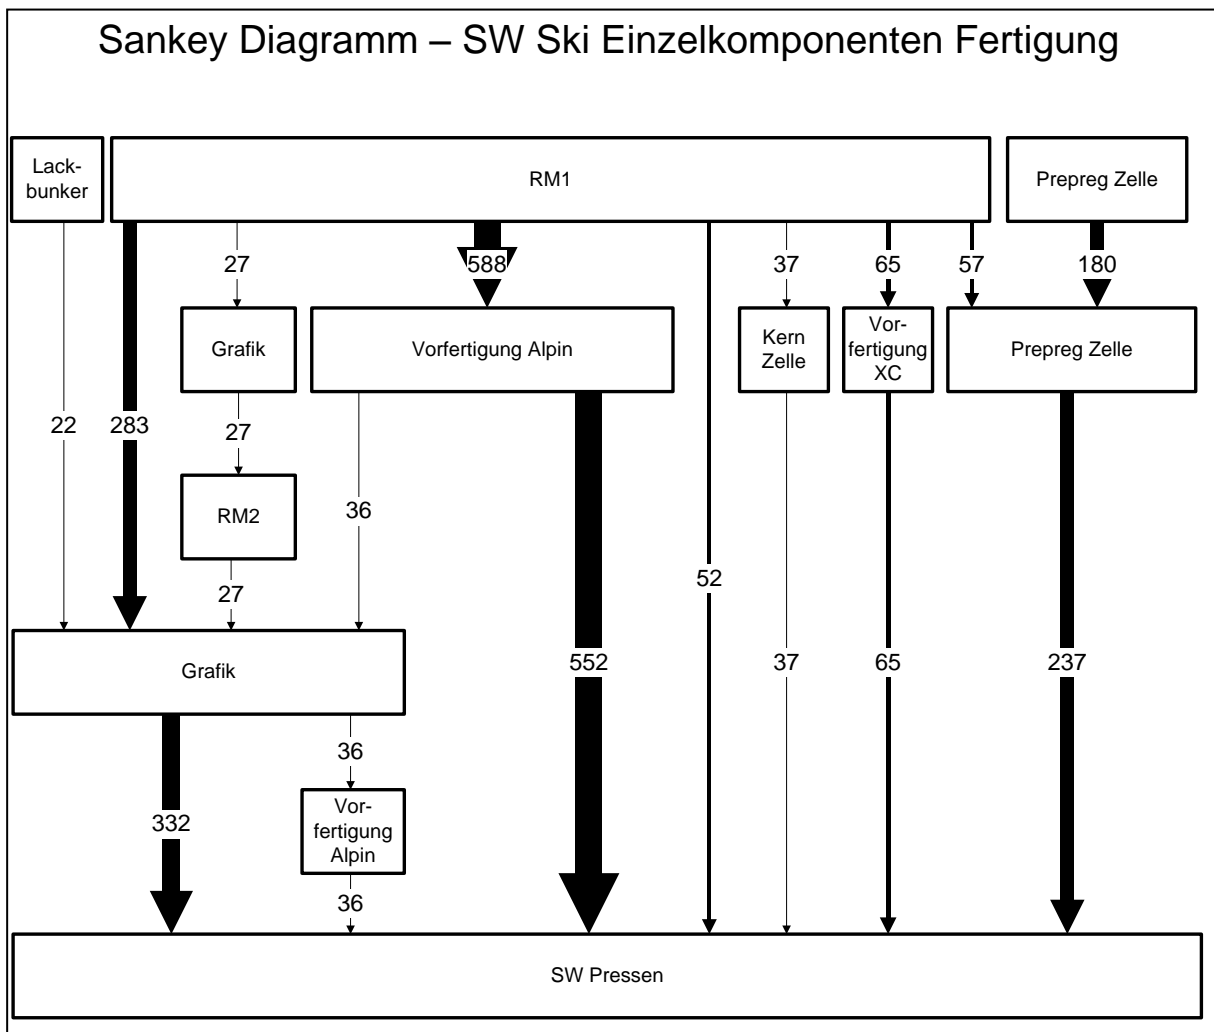 Sankey Diagramm – SW Ski Einzelkomponenten Fertigung
Lack-
bunker
RM1
Prepreg Zelle
27
588
37
65
57
180
Grafik
Vorfertigung Alpin
Kern
Zelle
Vor-
fertigung
XC
Prepreg Zelle
22
283
27
36
RM2
27
52
Grafik
552
37
65
237
36
332
Vor-
fertigung
Alpin
36
SW Pressen